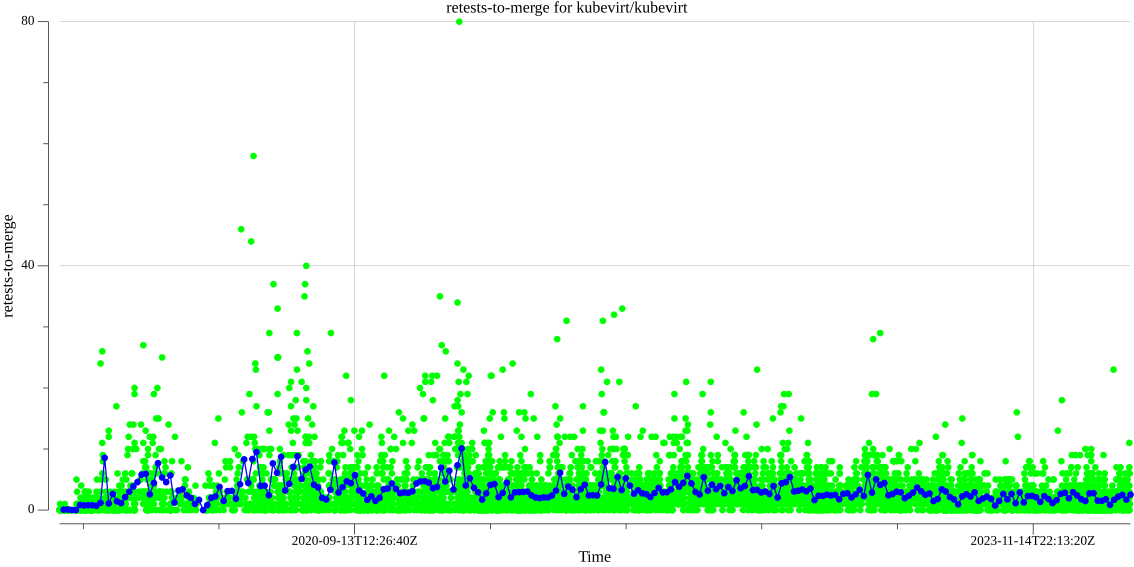 retests-to-merge for kubevirt/kubevirt
80
40
0
retests-to-merge
2020-09-13T12:26:40Z
2023-11-14T22:13:20Z
Time